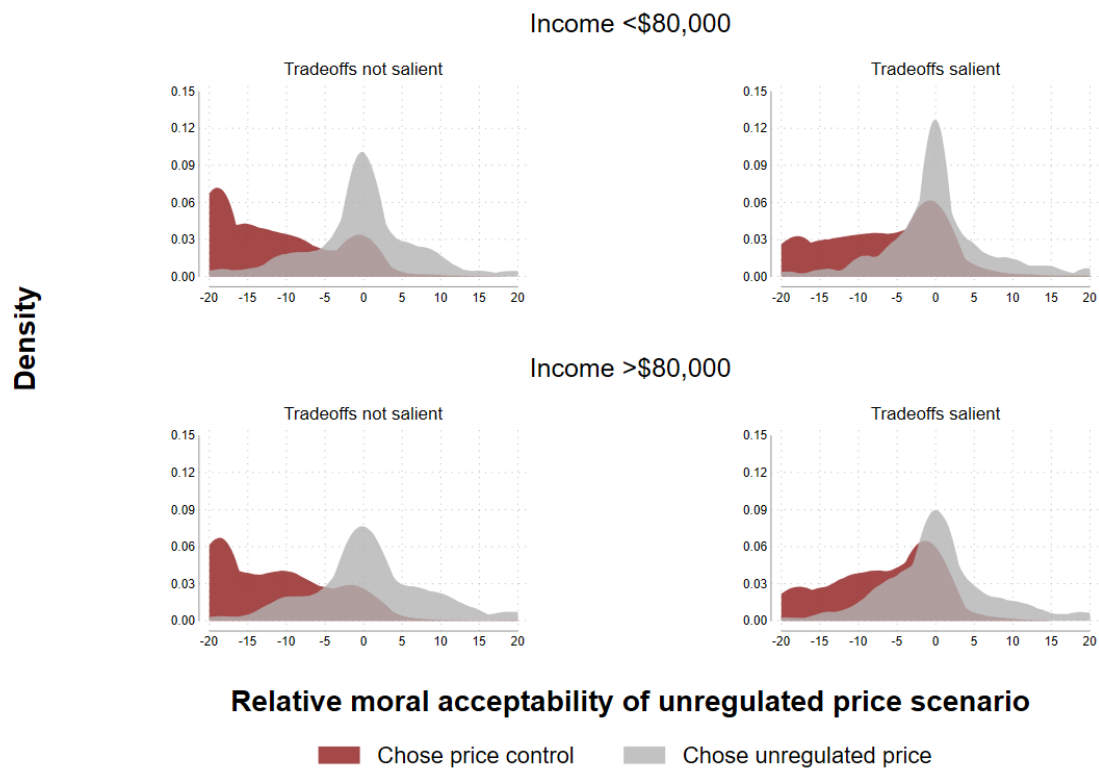 Income <$80,000
Tradeoffs not salient
0.15
0.12
0.09
0.06
0.03
0.00
-20 -15 -10 -5 0 5 10 15 20
Tradeoffs salient
0.15
0.12
0.09
0.06
0.03
0.00
-20 -15 -10 -5 0 5 10 15 20
Density
Income >$80,000
Tradeoffs not salient
0.15
0.12
0.09
0.06
0.03
0.00
-20 -15 -10 -5 0 5 10 15 20
Tradeoffs salient
0.15
0.12
0.09
0.06
0.03
0.00
-20 -15 -10 -5 0 5 10 15 20
Relative moral acceptability of unregulated price scenario
Chose price control Chose unregulated price